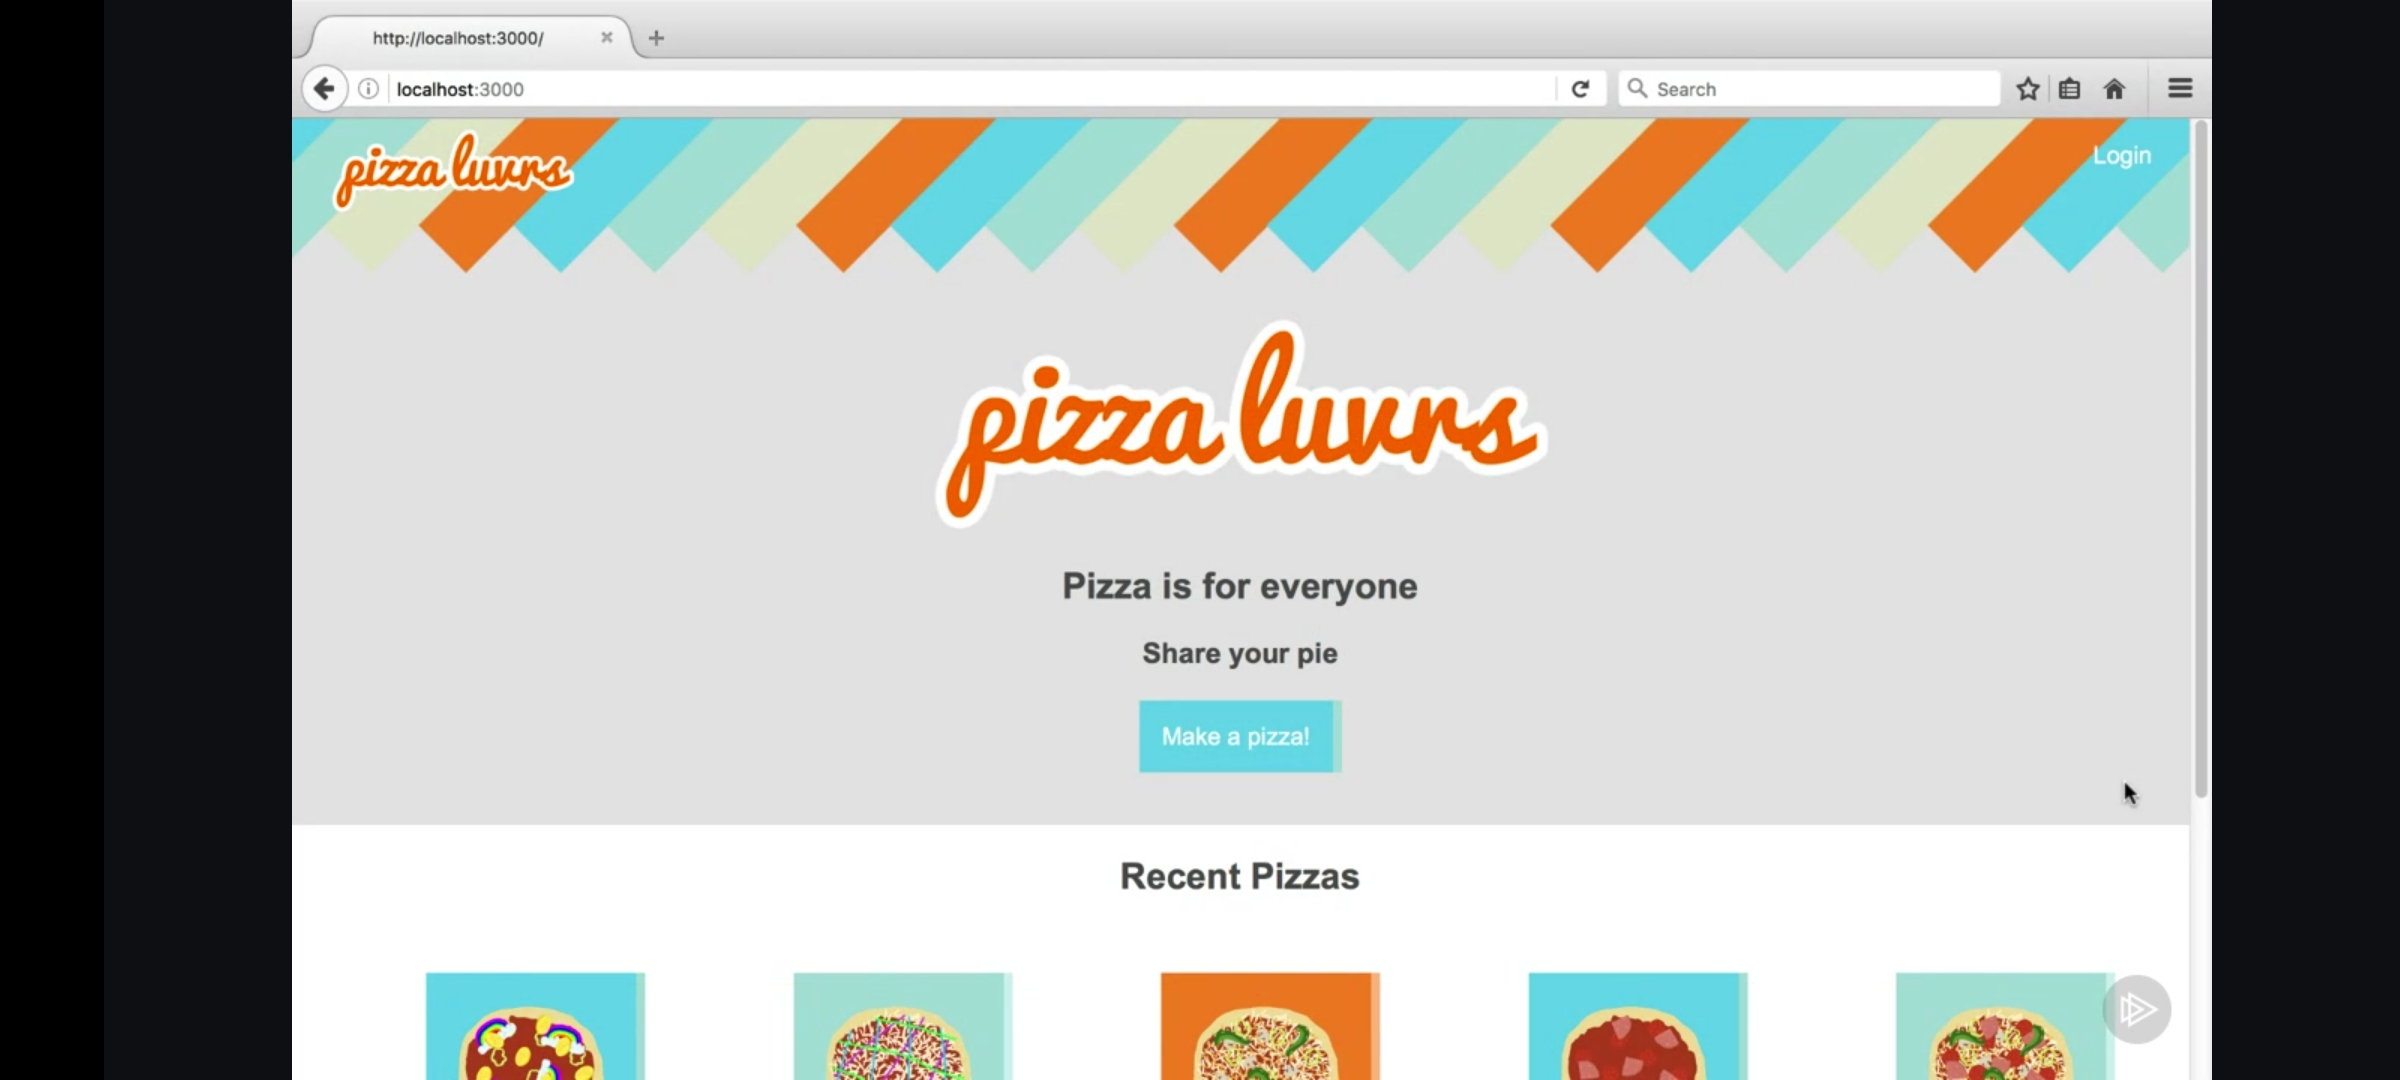 http://localhost:3000/
localhost:3000
Search
pizza luvrs
Login
pizza luvrs
Pizza is for everyone
Share your pie
Make a pizza!
Recent Pizzas